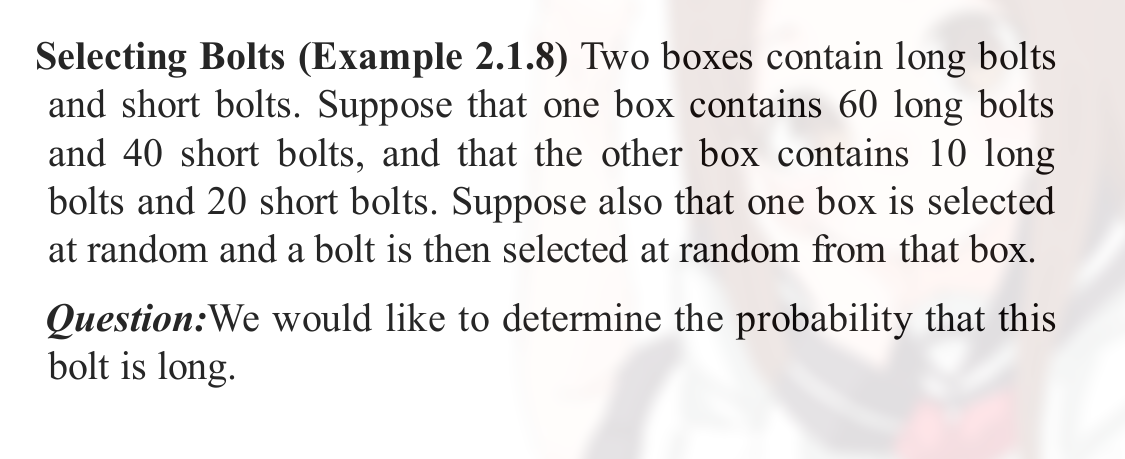 Selecting Bolts (Example 2.1.8) Two boxes contain long bolts
and short bolts. Suppose that one box contains 60 long bolts
and 40 short bolts, and that the other box contains 10 long
bolts and 20 short bolts. Suppose also that one box is selected
at random and a bolt is then selected at random from that box.
Question:We would like to determine the probability that this
bolt is long.